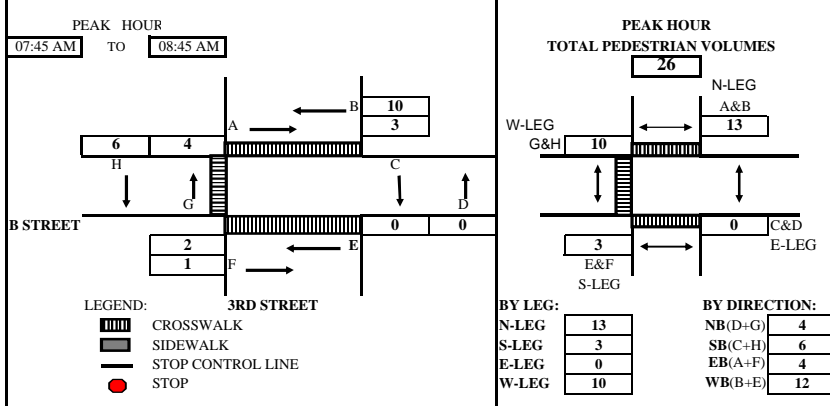 PEAK HOUR
07:45 AM TO 08:45 AM
B 10
A 3
6 4
H C
G D
B STREET 0 0
2 E
1 F
LEGEND: 3RD STREET
CROSSWALK
SIDEWALK
STOP CONTROL LINE
STOP
PEAK HOUR
TOTAL PEDESTRIAN VOLUMES
26
N-LEG
A&B
W-LEG 13
G&H 10
0 C&D
3 E-LEG
E&F
S-LEG
BY LEG: BY DIRECTION:
N-LEG 13 NB(D+G) 4
S-LEG 3 SB(C+H) 6
E-LEG 0 EB(A+F) 4
W-LEG 10 WB(B+E) 12